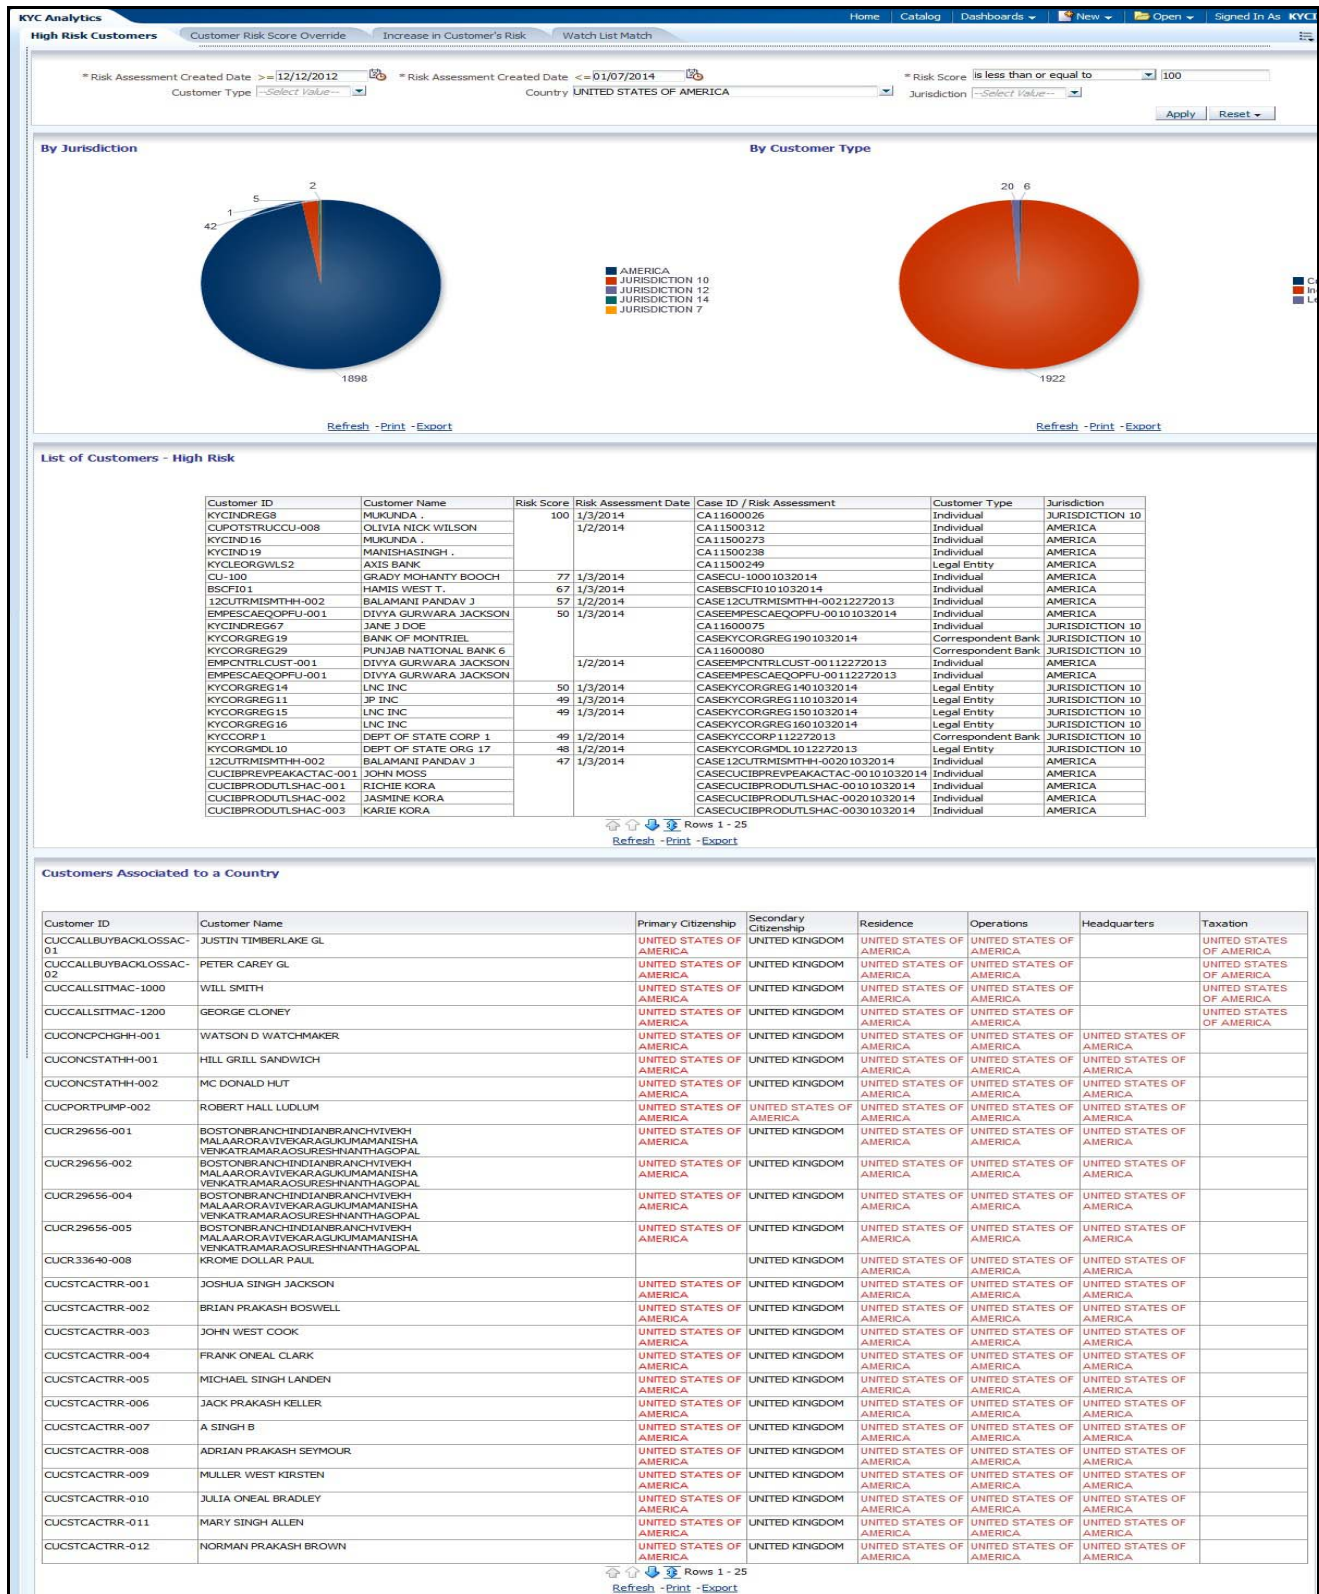 KYC Analytics Home Catalog Dashboards New Open Signed In As KYCI
High Risk Customers Customer Risk Score Override Increase in Customer's Risk Watch List Match
* Risk Assessment Created Date >= 12/12/2012 * Risk Assessment Created Date <= 01/07/2014 * Risk Score is less than or equal to 100
Customer Type --Select Value-- Country UNITED STATES OF AMERICA Jurisdiction --Select Value--
Apply Reset
By Jurisdiction By Customer Type
2 20 6
5
1
42
AMERICA
JURISDICTION 10
JURISDICTION 12
JURISDICTION 14
JURISDICTION 7
C
In
Le
1898 1922
Refresh - Print - Export Refresh - Print - Export
List of Customers - High Risk
Customer ID Customer Name Risk Score Risk Assessment Date Case ID / Risk Assessment Customer Type Jurisdiction
KYCINDREG8 MUKUNDA . 100 1/3/2014 CA11600026 Individual JURISDICTION 10
CUPOTSTRUCCU-008 OLIVIA NICK WILSON 1/2/2014 CA11500312 Individual AMERICA
KYCIND16 MUKUNDA . CA11500273 Individual AMERICA
KYCIND19 MANISHASINGH . CA11500238 Individual AMERICA
KYCLEORGWLS2 AXIS BANK CA11500249 Legal Entity AMERICA
CU-100 GRADY MOHANTY BOOCH 77 1/3/2014 CASECU-10001032014 Individual AMERICA
BSCFI01 HAMIS WEST T. 67 1/3/2014 CASEBSCFI0101032014 Individual AMERICA
12CUTRMISMTHH-002 BALAMANI PANDAV J 57 1/2/2014 CASE12CUTRMISMTHH-00212272013 Individual AMERICA
EMPESCAEQOPFU-001 DIVYA GURWARA JACKSON 50 1/3/2014 CASEEMPESCAEQOPFU-00101032014 Individual AMERICA
KYCINDREG67 JANE J DOE CA11600075 Individual JURISDICTION 10
KYCORGREG19 BANK OF MONTRIEL CASEKYCORGREG1901032014 Correspondent Bank JURISDICTION 10
KYCORGREG29 PUNJAB NATIONAL BANK 6 CA11600080 Correspondent Bank JURISDICTION 10
EMPCNTRLCUST-001 DIVYA GURWARA JACKSON 1/2/2014 CASEEMPCNTRLCUST-00112272013 Individual AMERICA
EMPESCAEQOPFU-001 DIVYA GURWARA JACKSON CASEEMPESCAEQOPFU-00112272013 Individual AMERICA
KYCORGREG14 LNC INC 50 1/3/2014 CASEKYCORGREG1401032014 Legal Entity JURISDICTION 10
KYCORGREG11 JP INC 49 1/3/2014 CASEKYCORGREG1101032014 Legal Entity JURISDICTION 10
KYCORGREG15 LNC INC 49 1/3/2014 CASEKYCORGREG1501032014 Legal Entity JURISDICTION 10
KYCORGREG16 LNC INC CASEKYCORGREG1601032014 Legal Entity JURISDICTION 10
KYCCORP1 DEPT OF STATE CORP 1 49 1/2/2014 CASEKYCCORP112272013 Correspondent Bank JURISDICTION 10
KYCORGMDL10 DEPT OF STATE ORG 17 48 1/2/2014 CASEKYCORGMDL1012272013 Legal Entity JURISDICTION 10
12CUTRMISMTHH-002 BALAMANI PANDAV J 47 1/3/2014 CASE12CUTRMISMTHH-00201032014 Individual AMERICA
CUCIBPREVPEAKACTAC-001 JOHN MOSS CASECUCIBPREVPEAKACTAC-00101032014 Individual AMERICA
CUCIBPRODUTLSHAC-001 RICHIE KORA CASECUCIBPRODUTLSHAC-00101032014 Individual AMERICA
CUCIBPRODUTLSHAC-002 JASMINE KORA CASECUCIBPRODUTLSHAC-00201032014 Individual AMERICA
CUCIBPRODUTLSHAC-003 KARIE KORA CASECUCIBPRODUTLSHAC-00301032014 Individual AMERICA
Rows 1 - 25
Refresh - Print - Export
Customers Associated to a Country
Customer ID Customer Name Primary Citizenship Secondary Citizenship Residence Operations Headquarters Taxation
CUCCALLBUYBACKLOSSAC-01 JUSTIN TIMBERLAKE GL UNITED STATES OF AMERICA UNITED KINGDOM UNITED STATES OF AMERICA UNITED STATES OF AMERICA UNITED STATES OF AMERICA
CUCCALLBUYBACKLOSSAC-02 PETER CAREY GL UNITED STATES OF AMERICA UNITED KINGDOM UNITED STATES OF AMERICA UNITED STATES OF AMERICA UNITED STATES OF AMERICA
CUCCALLSITMAC-1000 WILL SMITH UNITED STATES OF AMERICA UNITED KINGDOM UNITED STATES OF AMERICA UNITED STATES OF AMERICA UNITED STATES OF AMERICA
CUCCALLSITMAC-1200 GEORGE CLONEY UNITED STATES OF AMERICA UNITED KINGDOM UNITED STATES OF AMERICA UNITED STATES OF AMERICA UNITED STATES OF AMERICA
CUCONCPCHGHH-001 WATSON D WATCHMAKER UNITED STATES OF AMERICA UNITED KINGDOM UNITED STATES OF AMERICA UNITED STATES OF AMERICA UNITED STATES OF AMERICA
CUCONCSTATHH-001 HILL GRILL SANDWICH UNITED STATES OF AMERICA UNITED KINGDOM UNITED STATES OF AMERICA UNITED STATES OF AMERICA UNITED STATES OF AMERICA
CUCONCSTATHH-002 MC DONALD HUT UNITED STATES OF AMERICA UNITED KINGDOM UNITED STATES OF AMERICA UNITED STATES OF AMERICA UNITED STATES OF AMERICA
CUCPORTPUMP-002 ROBERT HALL LUDLUM UNITED STATES OF AMERICA UNITED STATES OF AMERICA UNITED STATES OF AMERICA UNITED STATES OF AMERICA UNITED STATES OF AMERICA
CUCR29656-001 BOSTONBRANCHINDIANBRANCHVIVEKH MALAARORAVIVEKARAGUKUMAMANISHA VENKATRAMARAOSURESHNANTHAGOPAL UNITED STATES OF AMERICA UNITED KINGDOM UNITED STATES OF AMERICA UNITED STATES OF AMERICA UNITED STATES OF AMERICA
CUCR29656-002 BOSTONBRANCHINDIANBRANCHVIVEKH MALAARORAVIVEKARAGUKUMAMANISHA VENKATRAMARAOSURESHNANTHAGOPAL UNITED STATES OF AMERICA UNITED KINGDOM UNITED STATES OF AMERICA UNITED STATES OF AMERICA UNITED STATES OF AMERICA
CUCR29656-004 BOSTONBRANCHINDIANBRANCHVIVEKH MALAARORAVIVEKARAGUKUMAMANISHA VENKATRAMARAOSURESHNANTHAGOPAL UNITED STATES OF AMERICA UNITED KINGDOM UNITED STATES OF AMERICA UNITED STATES OF AMERICA UNITED STATES OF AMERICA
CUCR29656-005 BOSTONBRANCHINDIANBRANCHVIVEKH MALAARORAVIVEKARAGUKUMAMANISHA VENKATRAMARAOSURESHNANTHAGOPAL UNITED STATES OF AMERICA UNITED KINGDOM UNITED STATES OF AMERICA UNITED STATES OF AMERICA UNITED STATES OF AMERICA
CUCR33640-008 KROME DOLLAR PAUL UNITED KINGDOM UNITED STATES OF AMERICA UNITED STATES OF AMERICA UNITED STATES OF AMERICA
CUCSTCACTRR-001 JOSHUA SINGH JACKSON UNITED STATES OF AMERICA UNITED KINGDOM UNITED STATES OF AMERICA UNITED STATES OF AMERICA UNITED STATES OF AMERICA
CUCSTCACTRR-002 BRIAN PRAKASH BOSWELL UNITED STATES OF AMERICA UNITED KINGDOM UNITED STATES OF AMERICA UNITED STATES OF AMERICA UNITED STATES OF AMERICA
CUCSTCACTRR-003 JOHN WEST COOK UNITED STATES OF AMERICA UNITED KINGDOM UNITED STATES OF AMERICA UNITED STATES OF AMERICA UNITED STATES OF AMERICA
CUCSTCACTRR-004 FRANK ONEAL CLARK UNITED STATES OF AMERICA UNITED KINGDOM UNITED STATES OF AMERICA UNITED STATES OF AMERICA UNITED STATES OF AMERICA
CUCSTCACTRR-005 MICHAEL SINGH LANDEN UNITED STATES OF AMERICA UNITED KINGDOM UNITED STATES OF AMERICA UNITED STATES OF AMERICA UNITED STATES OF AMERICA
CUCSTCACTRR-006 JACK PRAKASH KELLER UNITED STATES OF AMERICA UNITED KINGDOM UNITED STATES OF AMERICA UNITED STATES OF AMERICA UNITED STATES OF AMERICA
CUCSTCACTRR-007 A SINGH B UNITED STATES OF AMERICA UNITED KINGDOM UNITED STATES OF AMERICA UNITED STATES OF AMERICA UNITED STATES OF AMERICA
CUCSTCACTRR-008 ADRIAN PRAKASH SEYMOUR UNITED STATES OF AMERICA UNITED KINGDOM UNITED STATES OF AMERICA UNITED STATES OF AMERICA UNITED STATES OF AMERICA
CUCSTCACTRR-009 MULLER WEST KIRSTEN UNITED STATES OF AMERICA UNITED KINGDOM UNITED STATES OF AMERICA UNITED STATES OF AMERICA UNITED STATES OF AMERICA
CUCSTCACTRR-010 JULIA ONEAL BRADLEY UNITED STATES OF AMERICA UNITED KINGDOM UNITED STATES OF AMERICA UNITED STATES OF AMERICA UNITED STATES OF AMERICA
CUCSTCACTRR-011 MARY SINGH ALLEN UNITED STATES OF AMERICA UNITED KINGDOM UNITED STATES OF AMERICA UNITED STATES OF AMERICA UNITED STATES OF AMERICA
CUCSTCACTRR-012 NORMAN PRAKASH BROWN UNITED STATES OF AMERICA UNITED KINGDOM UNITED STATES OF AMERICA UNITED STATES OF AMERICA UNITED STATES OF AMERICA
Rows 1 - 25
Refresh - Print - Export